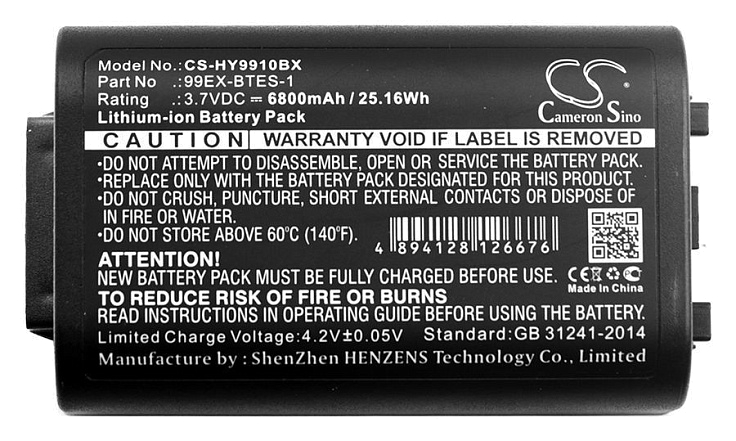 Model No.:CS-HY9910BX
Part No .:99EX-BTES-1
Rating .:3.7VDC ⎓ 6800mAh / 25.16Wh
Lithium-ion Battery Pack
CS
Cameron Sino
CAUTION WARRANTY VOID IF LABEL IS REMOVED
•DO NOT ATTEMPT TO DISASSEMBLE, OPEN OR SERVICE THE BATTERY PACK.
•REPLACE ONLY WITH THE BATTERY PACK DESIGNATED FOR THIS PRODUCT.
•DO NOT CRUSH, PUNCTURE, SHORT EXTERNAL CONTACTS OR DISPOSE OF
IN FIRE OR WATER.
•DO NOT STORE ABOVE 60°C (140°F).
4 894128 126676
CE
Made In China
ATTENTION!
NEW BATTERY PACK MUST BE FULLY CHARGED BEFORE USE.
TO REDUCE RISK OF FIRE OR BURNS
READ INSTRUCTIONS IN OPERATING GUIDE BEFORE USING THE BATTERY.
Limited Charge Voltage:4.2V±0.05V Standard:GB 31241-2014
Manufacture by : ShenZhen HENZENS Technology Co., Limited